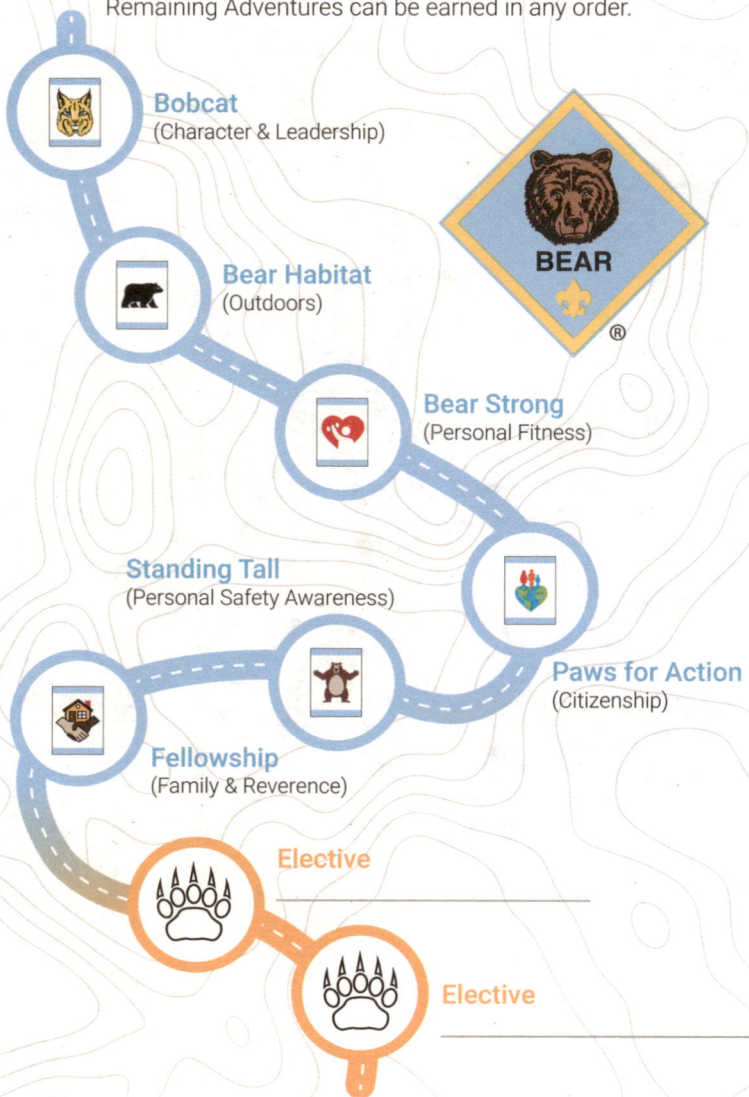 Remaining Adventures can be earned in any order.
Bobcat
(Character & Leadership)
BEAR
®
Bear Habitat
(Outdoors)
Bear Strong
(Personal Fitness)
Standing Tall
(Personal Safety Awareness)
Paws for Action
(Citizenship)
Fellowship
(Family & Reverence)
Elective
Elective